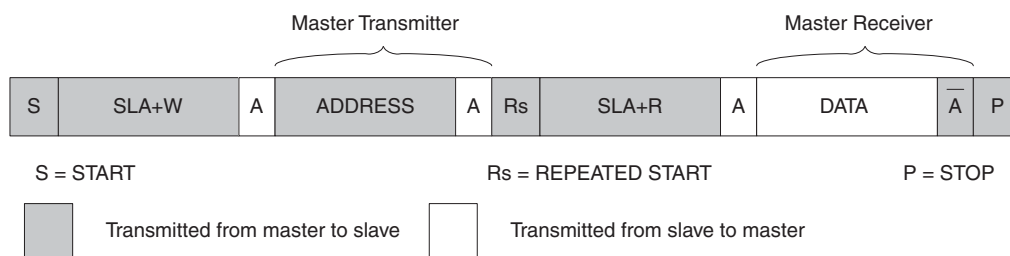 Master Transmitter Master Receiver
S SLA+W A ADDRESS A Rs SLA+R A DATA A̅ P
S = START Rs = REPEATED START P = STOP
Transmitted from master to slave Transmitted from slave to master